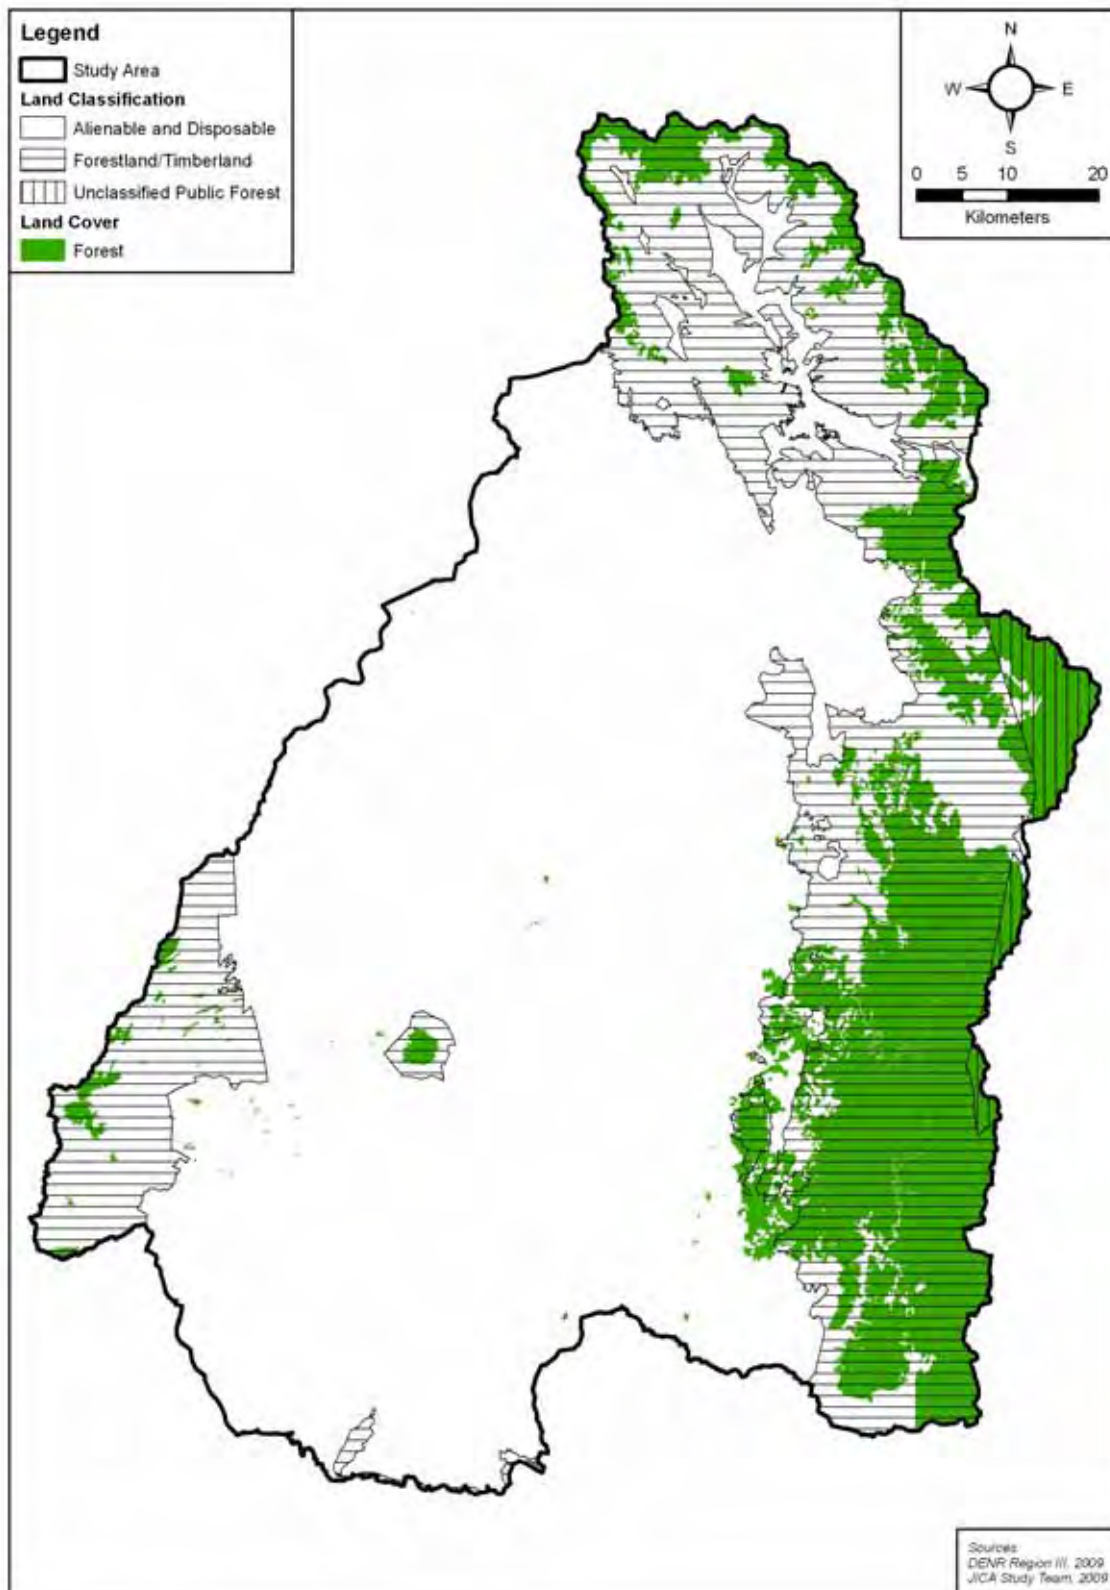 Legend
Study Area
Land Classification
Alienable and Disposable
Forestland/Timberland
Unclassified Public Forest
Land Cover
Forest
N
W E
S
0 5 10 20
Kilometers
Sources:
DENR Region III, 2009
JICA Study Team, 2009